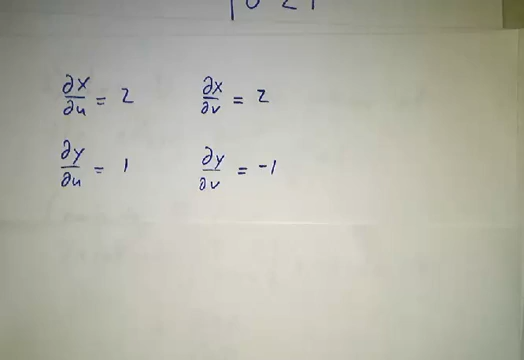 ∂x/∂u = 2 ∂x/∂v = 2
∂y/∂u = 1 ∂y/∂v = -1